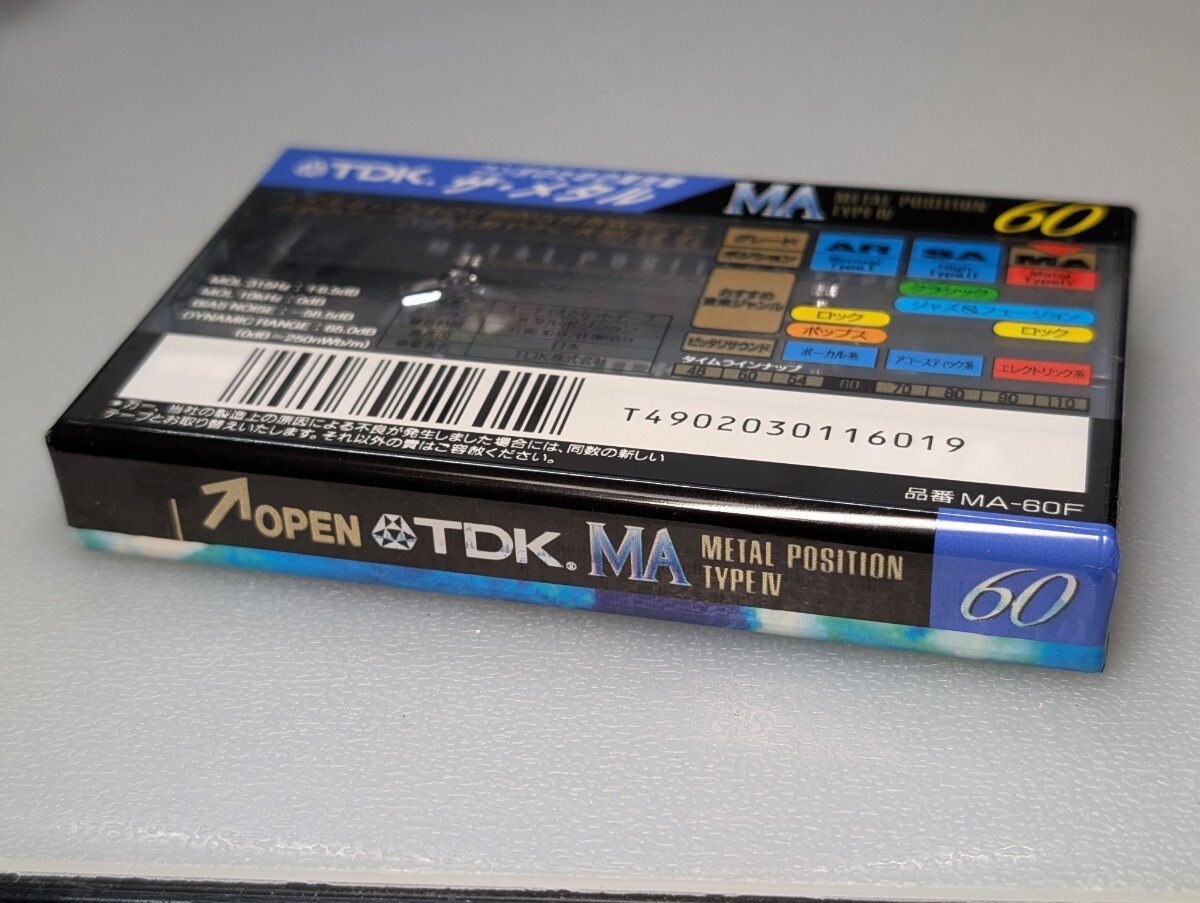 TDK. ザ・メタル
MA METAL POSITION TYPE IV 60
MOL 315Hz : +6.5dB
MOL 10kHz : 0dB
BIAS NOISE : -58.5dB
DYNAMIC RANGE : 65.0dB
(0dB=250nWb/m)
日本
TDK株式会社
グレード AR SA MA
ポジション Normal TypeI High TypeII Metal TypeIV
おすすめ音楽ジャンル クラシック
ジャズ&フュージョン
ロック ロック
ポップス
ピッタリサウンド ボーカル系 アコースティック系 エレクトリック系
タイムラインナップ
46 50 54 60 70 80 90 110
T4902030116019
*万一、当社の製造上の原因による不良が発生しました場合には、同数の新しい
テープとお取り替えいたします。それ以外の責はご容赦ください。
品番 MA-60F
OPEN TDK® MA METAL POSITION
TYPE IV
60